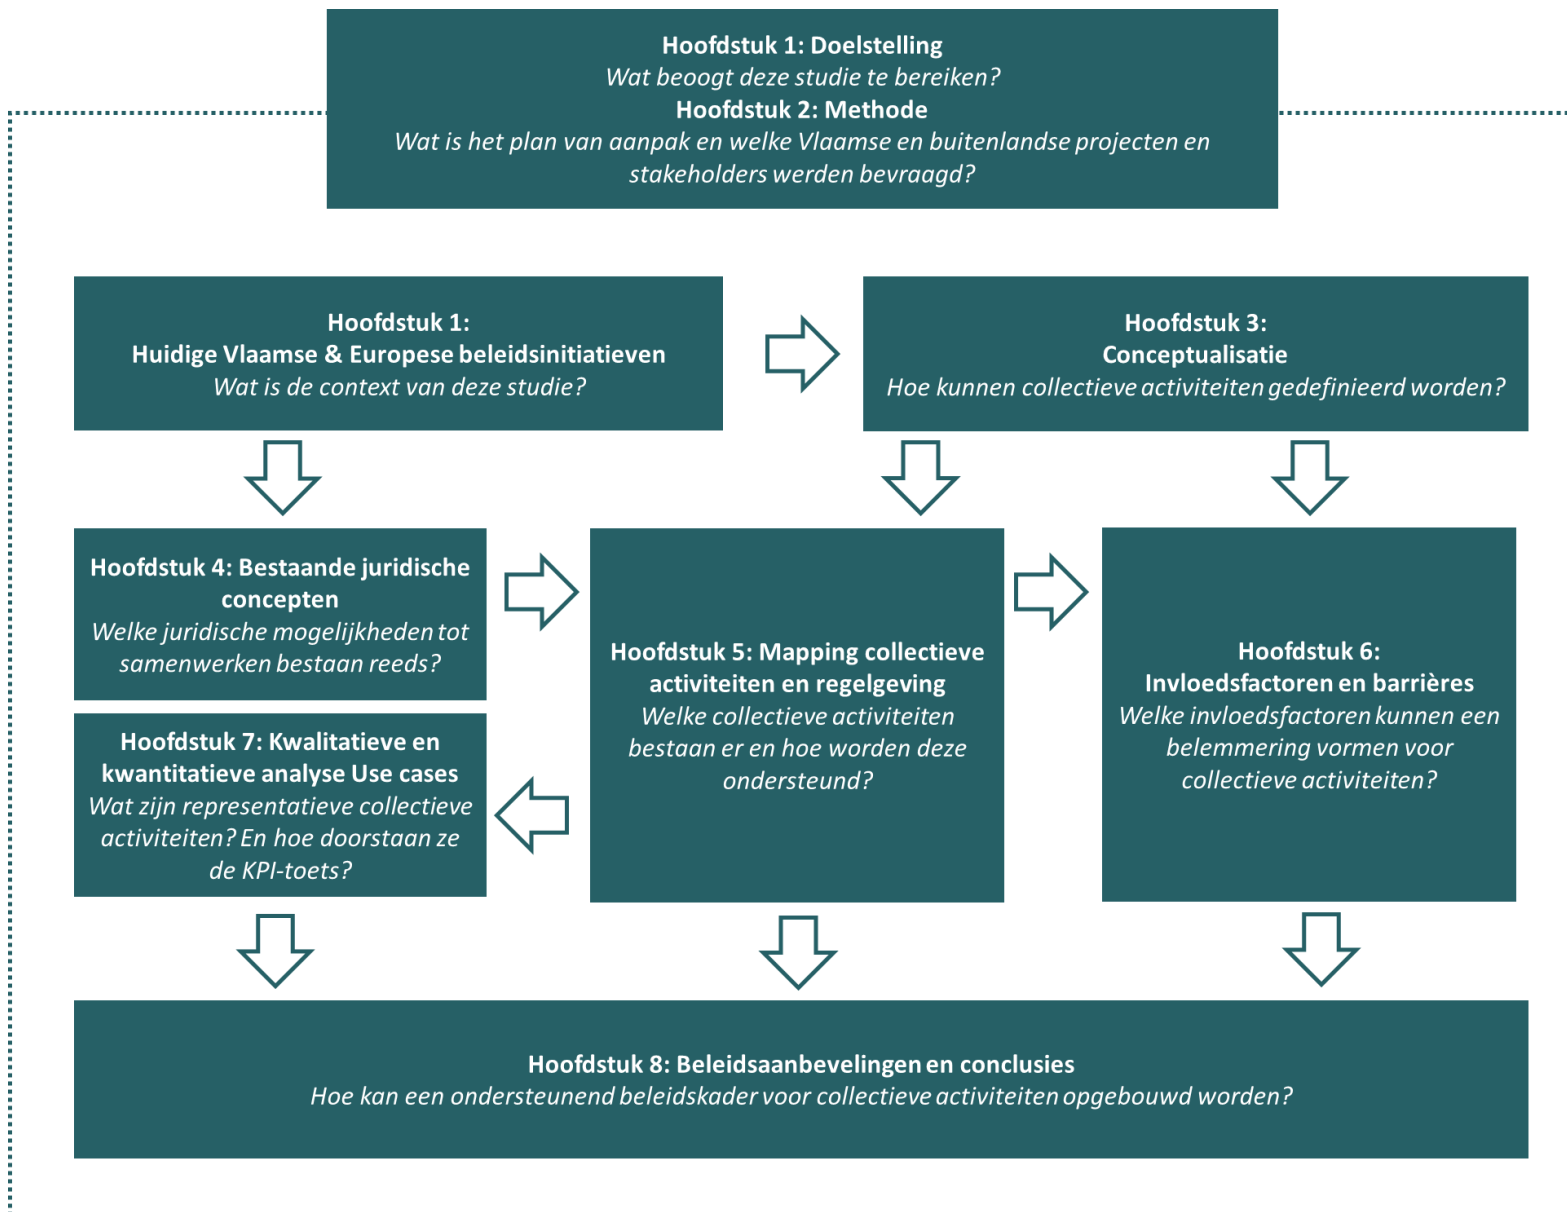 Hoofdstuk 1: Doelstelling
Wat beoogt deze studie te bereiken?
Hoofdstuk 2: Methode
Wat is het plan van aanpak en welke Vlaamse en buitenlandse projecten en
stakeholders werden bevraagd?
Hoofdstuk 1:
Huidige Vlaamse & Europese beleidsinitiatieven
Wat is de context van deze studie?
Hoofdstuk 3:
Conceptualisatie
Hoe kunnen collectieve activiteiten gedefinieerd worden?
Hoofdstuk 4: Bestaande juridische
concepten
Welke juridische mogelijkheden tot
samenwerken bestaan reeds?
Hoofdstuk 5: Mapping collectieve
activiteiten en regelgeving
Welke collectieve activiteiten
bestaan er en hoe worden deze
ondersteund?
Hoofdstuk 6:
Invloedsfactoren en barrières
Welke invloedsfactoren kunnen een
belemmering vormen voor
collectieve activiteiten?
Hoofdstuk 7: Kwalitatieve en
kwantitatieve analyse Use cases
Wat zijn representatieve collectieve
activiteiten? En hoe doorstaan ze
de KPI-toets?
Hoofdstuk 8: Beleidsaanbevelingen en conclusies
Hoe kan een ondersteunend beleidskader voor collectieve activiteiten opgebouwd worden?